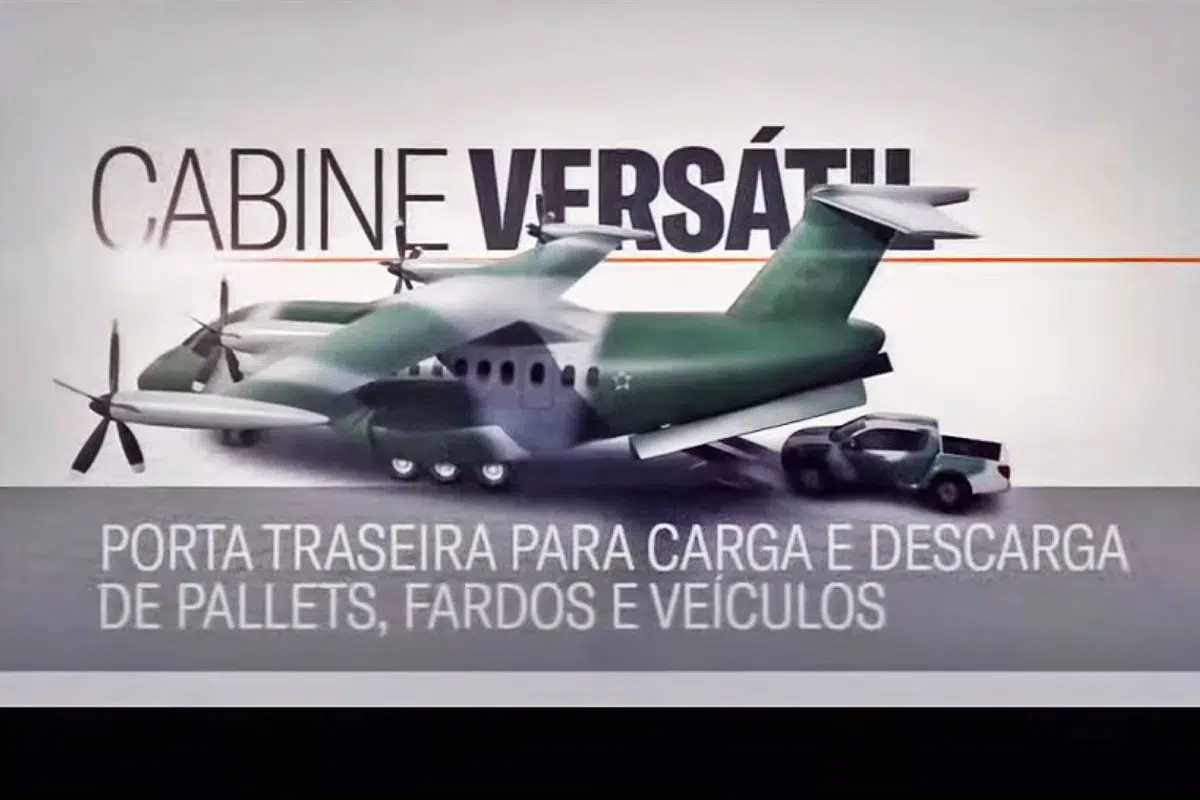 CABINE VERSÁTIL
PORTA TRASEIRA PARA CARGA E DESCARGA
DE PALLETS, FARDOS E VEÍCULOS